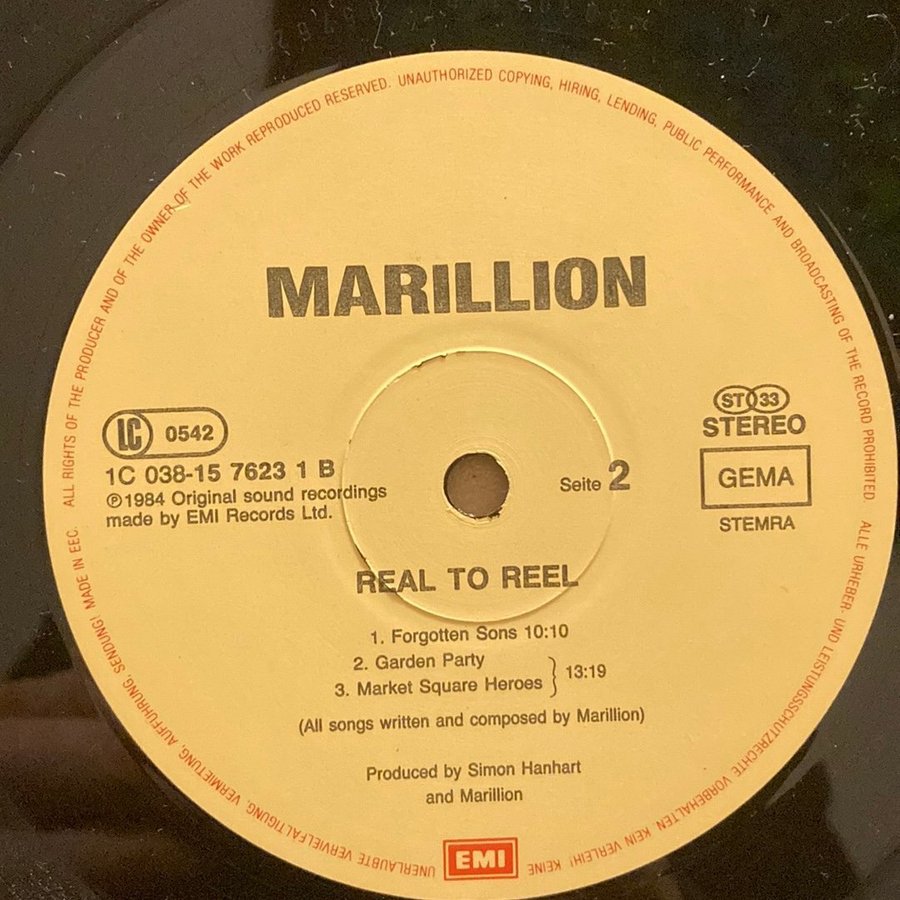 ALL RIGHTS OF THE PRODUCER AND OF THE OWNER OF THE WORK REPRODUCED RESERVED. UNAUTHORIZED COPYING, HIRING, LENDING, PUBLIC PERFORMANCE AND BROADCASTING OF THE RECORD PROHIBITED.
MARILLION
LC 0542
1C 038-15 7623 1 B
℗1984 Original sound recordings
made by EMI Records Ltd.
ST 33
STEREO
GEMA
STEMRA
Seite 2
REAL TO REEL
1. Forgotten Sons 10:10
2. Garden Party
3. Market Square Heroes
13:19
(All songs written and composed by Marillion)
Produced by Simon Hanhart
and Marillion
EMI
ALLE URHEBER- UND LEISTUNGSSCHUTZRECHTE VORBEHALTEN. KEIN VERLEIH! KEINE UNERLAUBTE VERVIELFÄLTIGUNG, VERMIETUNG, AUFFÜHRUNG, SENDUNG! MADE IN EEC.